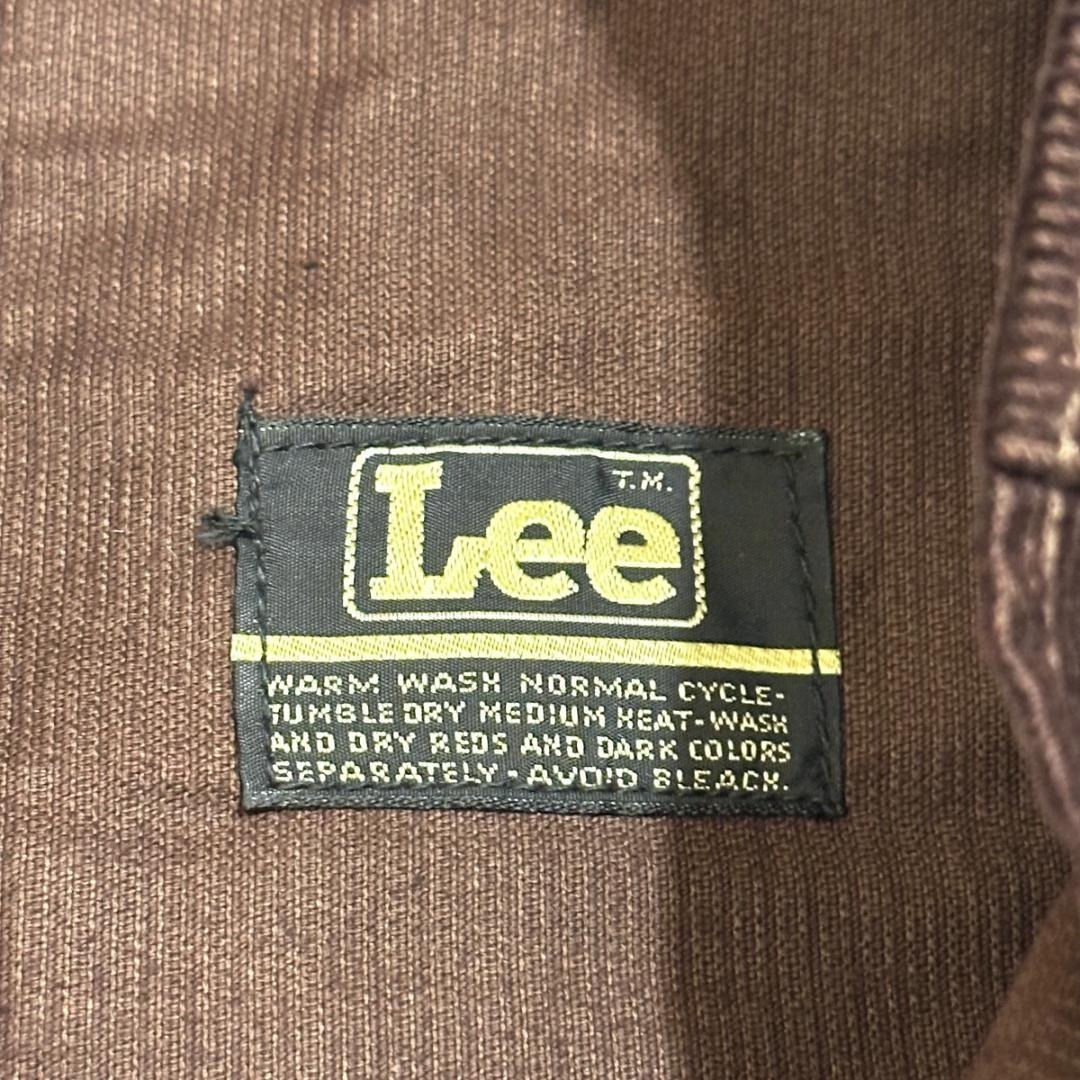 Lee T.M.
WARM WASH NORMAL CYCLE-
TUMBLE DRY MEDIUM HEAT-WASH
AND DRY REDS AND DARK COLORS
SEPARATELY-AVOID BLEACH.